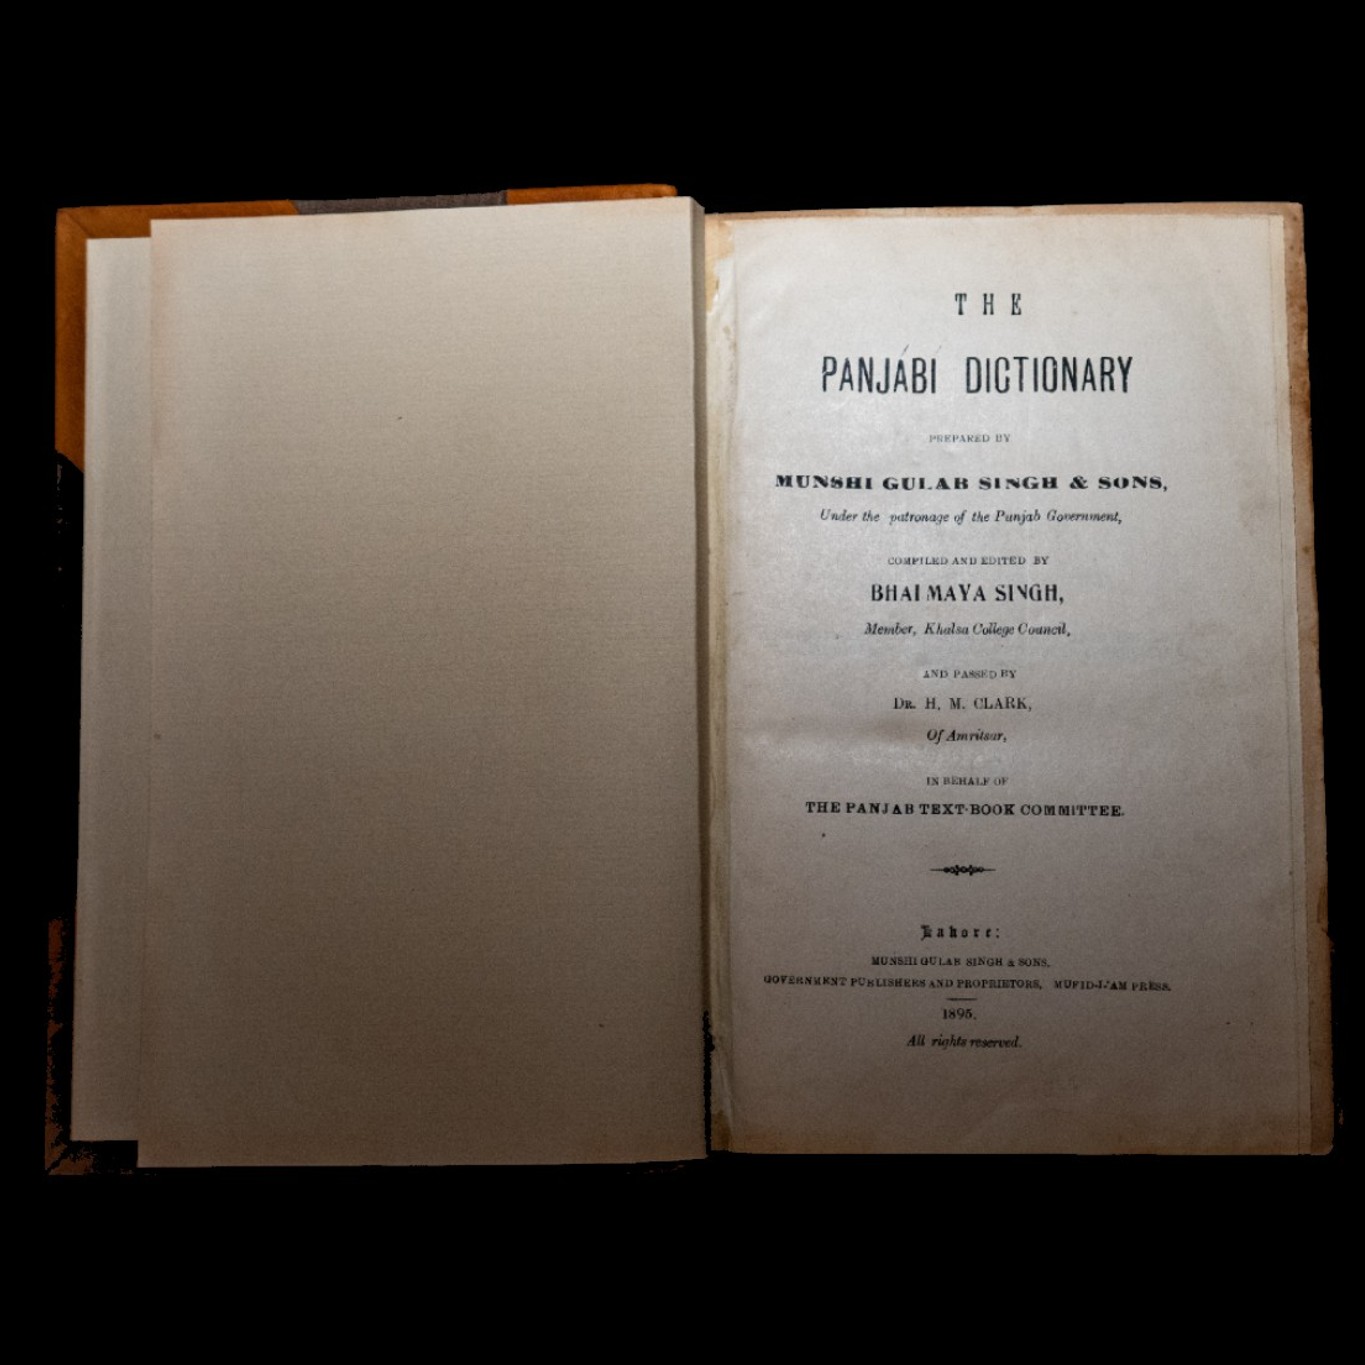 THE
PANJÁBÍ DICTIONARY
PREPARED BY
MUNSHI GULAB SINGH & SONS,
Under the patronage of the Punjab Government,
COMPILED AND EDITED BY
BHAI MAYA SINGH,
Member, Khalsa College Council,
AND PASSED BY
DR. H. M. CLARK,
Of Amritsar,
IN BEHALF OF
THE PANJAB TEXT-BOOK COMMITTEE.
Lahore:
MUNSHI GULAB SINGH & SONS,
GOVERNMENT PUBLISHERS AND PROPRIETORS, MUFID-I-'AM PRESS.
1895.
All rights reserved.